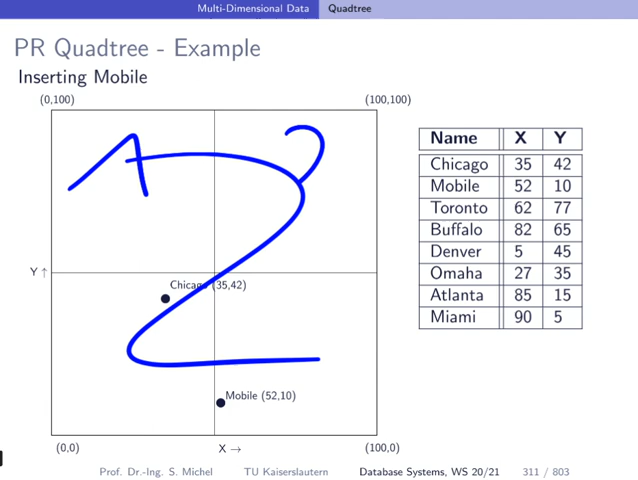 Multi-Dimensional Data Quadtree
PR Quadtree - Example
Inserting Mobile
(0,100) (100,100)
Y ↑
Chicago (35,42)
Mobile (52,10)
(0,0) X → (100,0)
Name X Y
Chicago 35 42
Mobile 52 10
Toronto 62 77
Buffalo 82 65
Denver 5 45
Omaha 27 35
Atlanta 85 15
Miami 90 5
Prof. Dr.-Ing. S. Michel TU Kaiserslautern Database Systems, WS 20/21 311 / 803